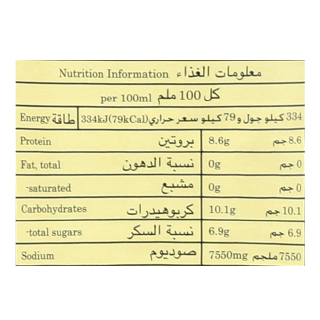 Nutrition Information معلومات الغذاء
per 100ml كل 100 ملم
Energy طاقة 334kJ(79kCal) 334 كيلو جول و 79 كيلو سعر حراري
Protein بروتين 8.6g 8.6 جم
Fat, total نسبة الدهون 0g 0 جم
-saturated مشبع 0g 0 جم
Carbohydrates كربوهيدرات 10.1g 10.1 جم
-total sugars نسبة السكر 6.9g 6.9 جم
Sodium صوديوم 7550mg 7550 ملجم